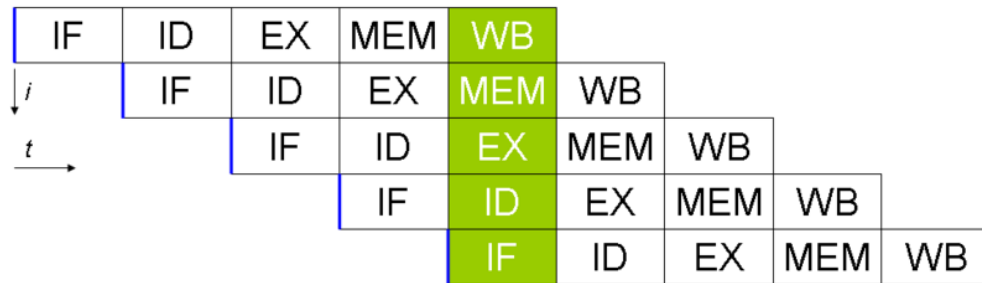 IF ID EX MEM WB
i IF ID EX MEM WB
t IF ID EX MEM WB
IF ID EX MEM WB
IF ID EX MEM WB